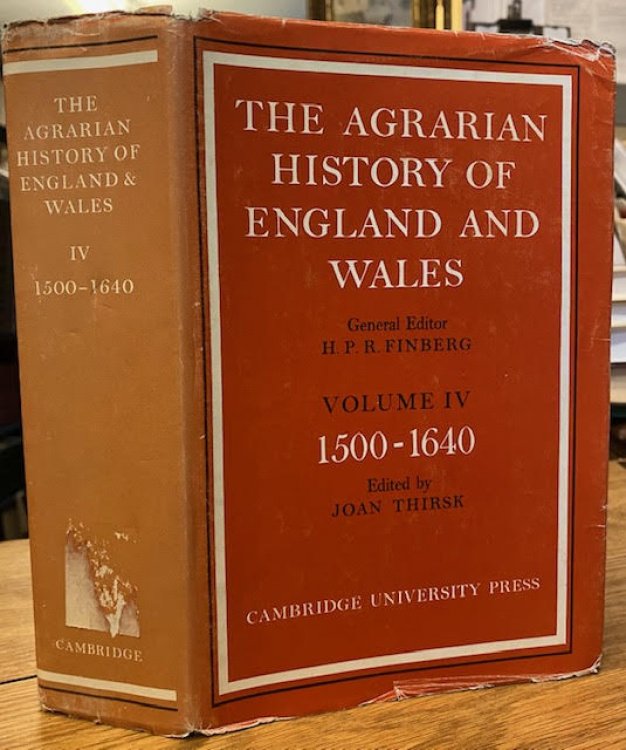 THE
AGRARIAN
HISTORY OF
ENGLAND &
WALES
IV
1500-1640
CAMBRIDGE
THE AGRARIAN
HISTORY OF
ENGLAND AND
WALES
General Editor
H. P. R. FINBERG
VOLUME IV
1500-1640
Edited by
JOAN THIRSK
CAMBRIDGE UNIVERSITY PRESS